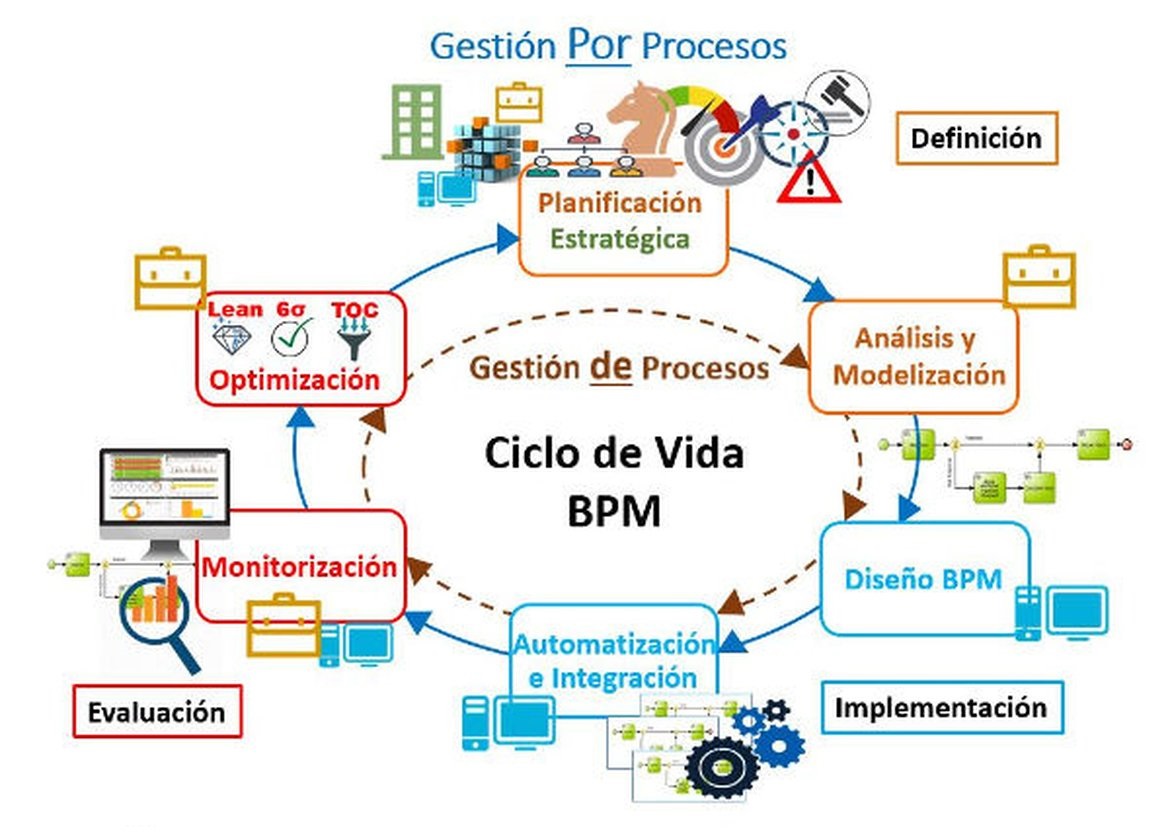 Gestión Por Procesos
Definición
Planificación
Estratégica
Lean 6σ TOC
Optimización
Análisis y
Modelización
Gestión de Procesos
Ciclo de Vida
BPM
Monitorización
Diseño BPM
Automatización
e Integración
Evaluación
Implementación